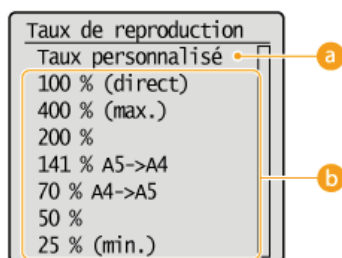 Taux de reproduction
Taux personnalisé
a
100 % (direct)
400 % (max.)
200 %
141 % A5->A4
70 % A4->A5
b
50 %
25 % (min.)